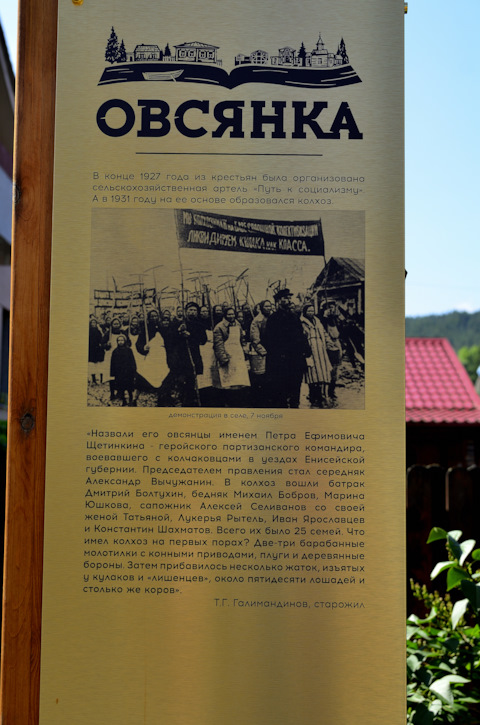 ОВСЯНКА
В конце 1927 года из крестьян была организована
сельскохозяйственная артель «Путь к социализму».
А в 1931 году на ее основе образовался колхоз.
ЛИКВИДИРУЕМ КУЛАКА КАК КЛАССА.
демонстрация в селе, 7 ноября
«Назвали его овсянцы именем Петра Ефимовича
Щетинкина - геройского партизанского командира,
воевавшего с колчаковцами в уездах Енисейской
губернии. Председателем правления стал середняк
Александр Вычужанин. В колхоз вошли батрак
Дмитрий Болтухин, бедняк Михаил Бобров, Марина
Юшкова, сапожник Алексей Селиванов со своей
женой Татьяной, Лукерья Рытель, Иван Ярославцев
и Константин Шахматов. Всего их было 25 семей. Что
имел колхоз на первых порах? Две-три барабанные
молотилки с конными приводами, плуги и деревянные
бороны. Затем прибавилось несколько жаток, изъятых
у кулаков и «лишенцев», около пятидесяти лошадей и
столько же коров».
Т.Г. Галимандинов, старожил